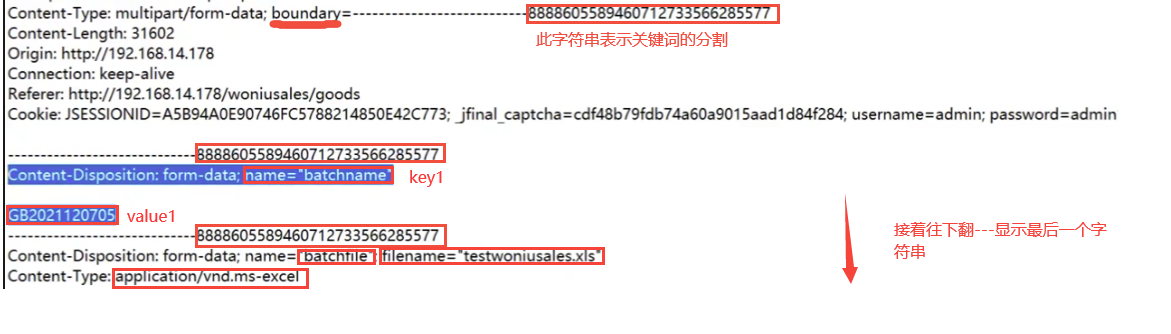 Content-Type: multipart/form-data; boundary=---------------------------88886055894607127335662​85577
此字符串表示关键词的分割
Content-Length: 31602
Origin: http://192.168.14.178
Connection: keep-alive
Referer: http://192.168.14.178/woniusales/goods
Cookie: JSESSIONID=A5B94A0E90746FC5788214850E42C773; _jfinal_captcha=cdf48b79fdb74a60a9015aad1d84f284; username=admin; password=admin
-----------------------------8888605589460712733566285577
Content-Disposition: form-data; name="batchname" key1
GB2021120705 value1
-----------------------------8888605589460712733566285577
Content-Disposition: form-data; name="batchfile"; filename="testwoniusales.xls"
Content-Type: application/vnd.ms-excel
接着往下翻---显示最后一个字
符串